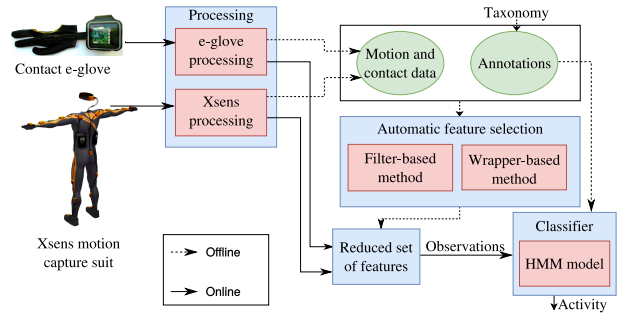 Processing
Taxonomy
e-glove
processing
Contact e-glove
Motion and
contact data
Annotations
Xsens
processing
Automatic feature selection
Filter-based
method
Wrapper-based
method
Xsens motion
capture suit
Offline
Online
Reduced set
of features
Observations
Classifier
HMM model
Activity